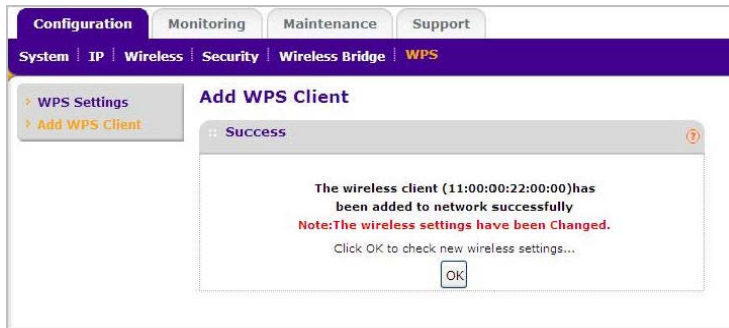 Configuration Monitoring Maintenance Support
System IP Wireless Security Wireless Bridge WPS
WPS Settings
Add WPS Client
Add WPS Client
Success
?
The wireless client (11:00:00:22:00:00)has
been added to network successfully
Note:The wireless settings have been Changed.
Click OK to check new wireless settings...
OK